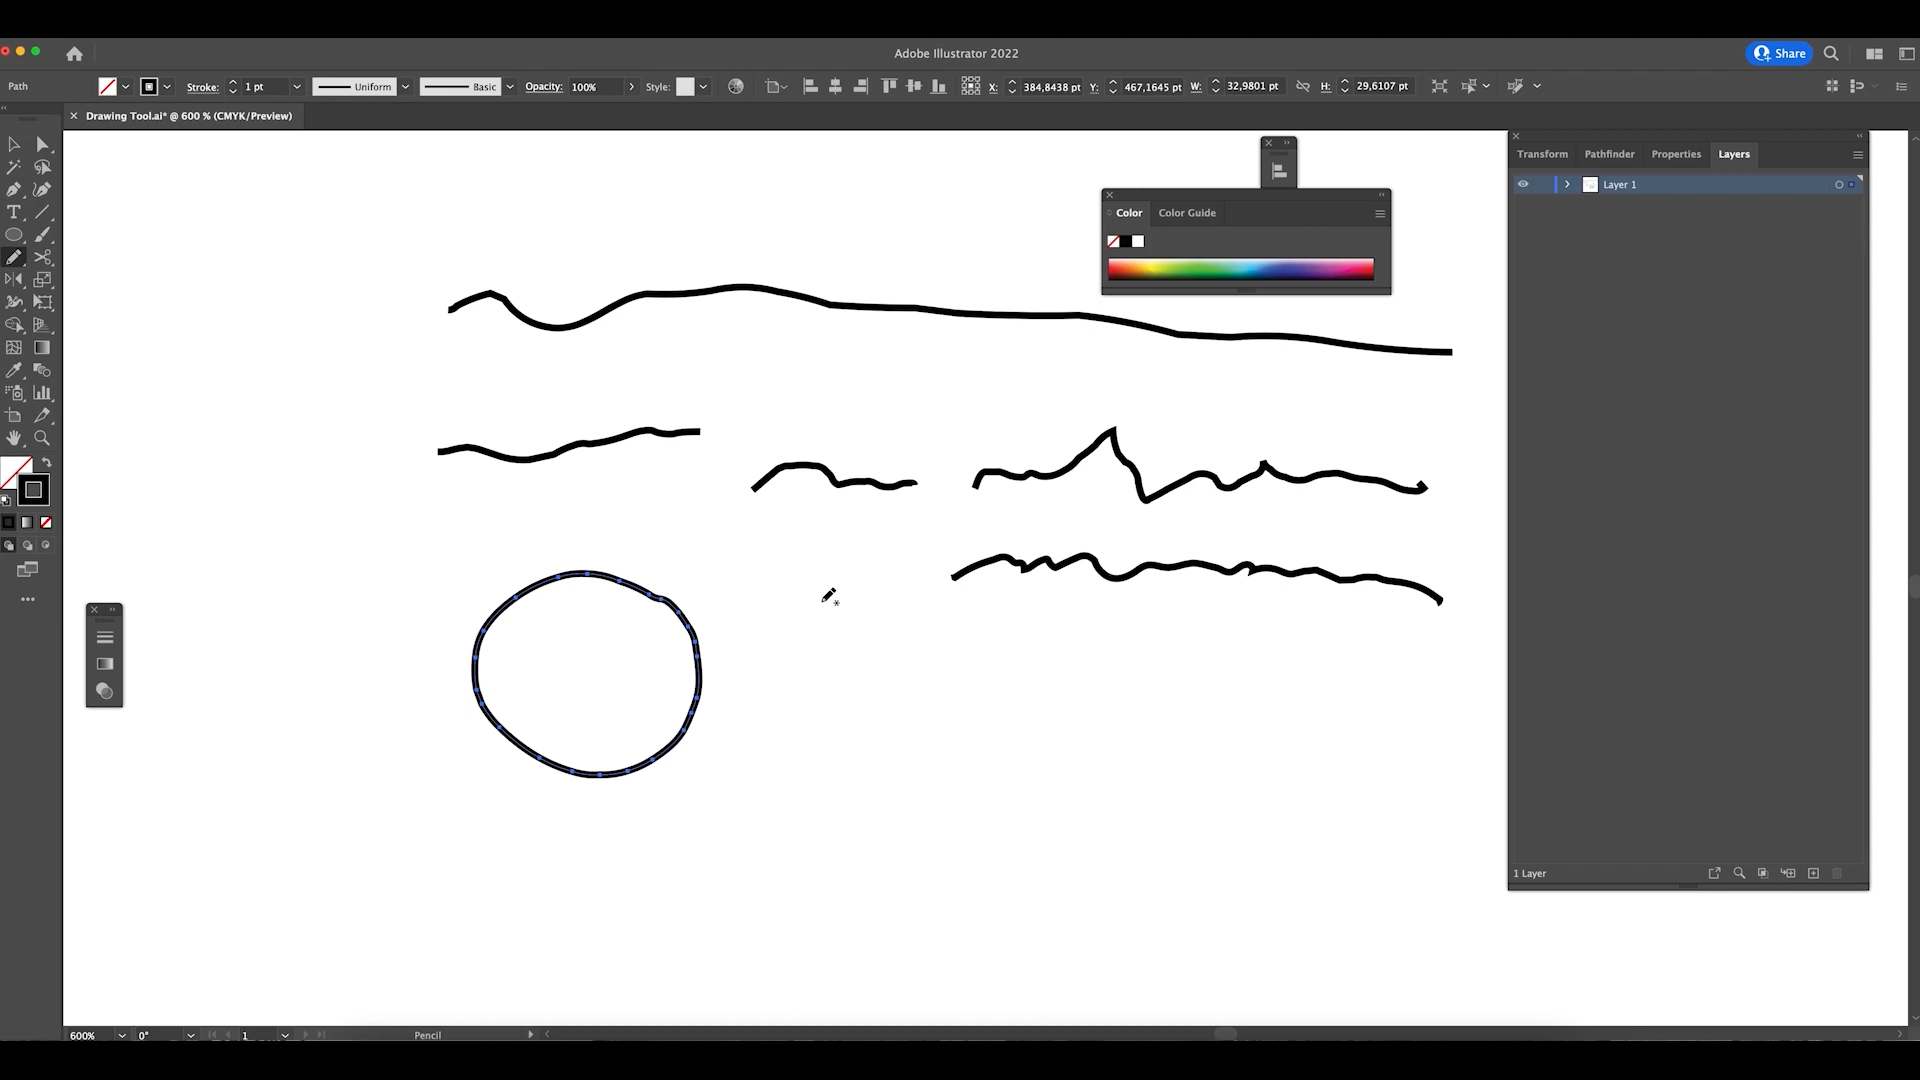 Adobe Illustrator 2022
Share
Path
Stroke:
1 pt
Uniform
Basic
Opacity:
100%
Style:
X:
384,8438 pt
Y:
467,1645 pt
W:
32,9801 pt
H:
29,6107 pt
Drawing Tool.ai* @ 600 % (CMYK/Preview)
Transform
Pathfinder
Properties
Layers
Layer 1
Color
Color Guide
1 Layer
600%
0°
1
Pencil